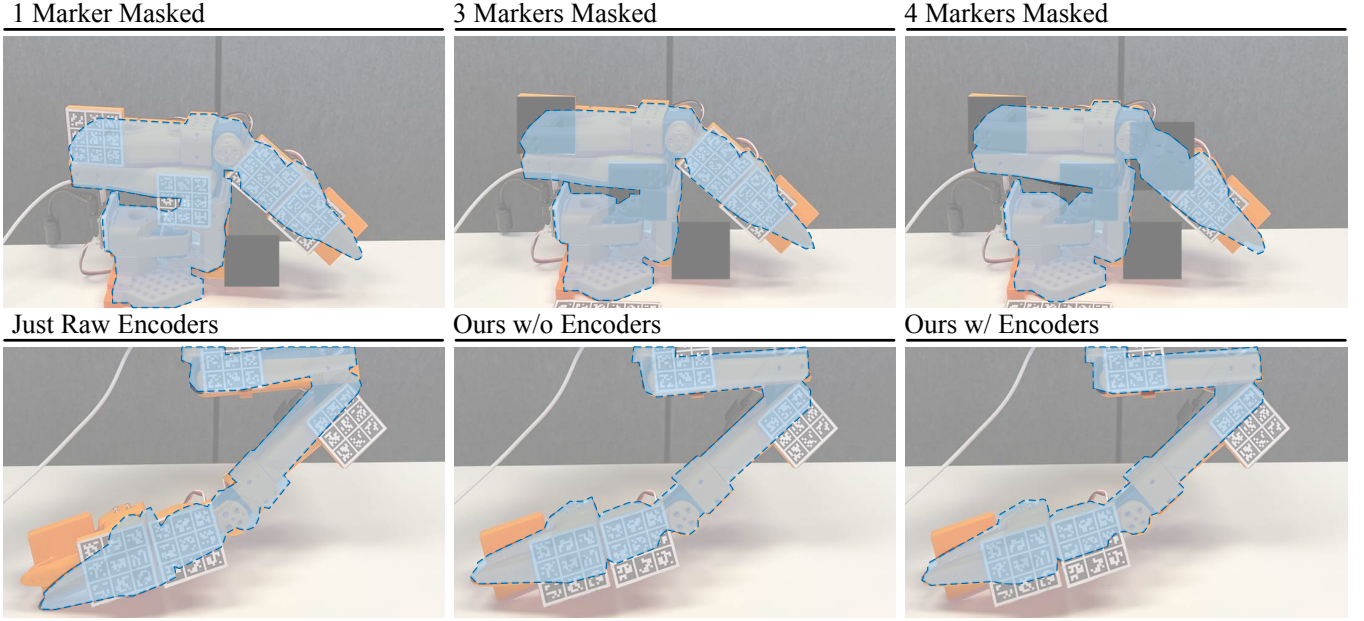 1 Marker Masked
3 Markers Masked
4 Markers Masked
Just Raw Encoders
Ours w/o Encoders
Ours w/ Encoders